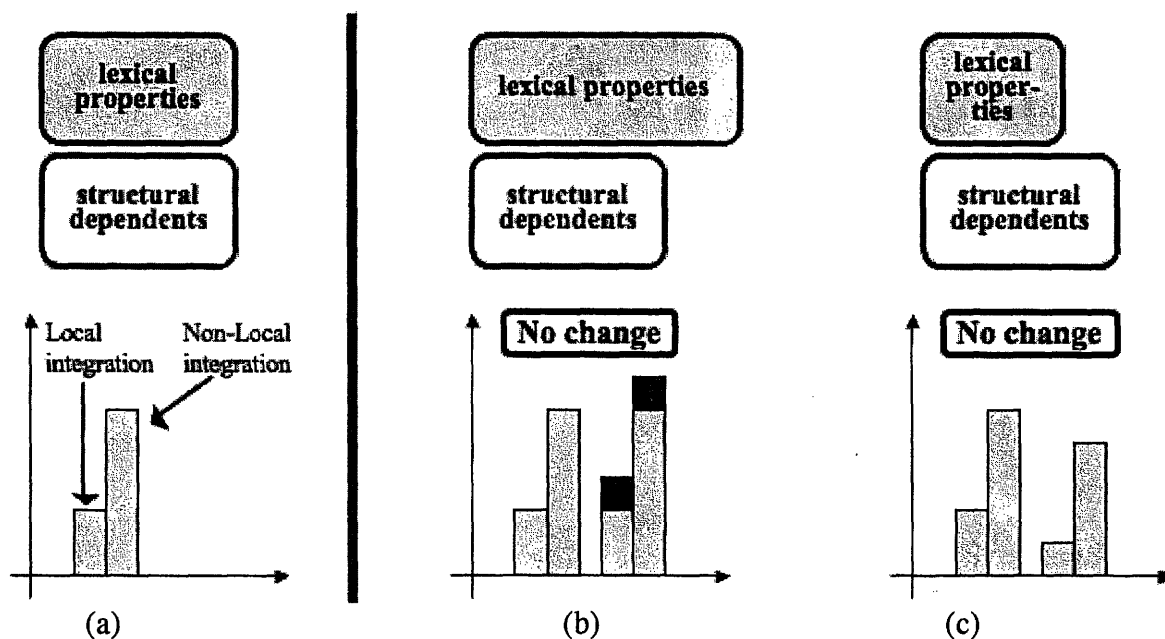 lexical
properties
structural
dependents
Local
integration
Non-Local
integration
(a)
lexical properties
structural
dependents
No change
(b)
lexical
proper-
ties
structural
dependents
No change
(c)